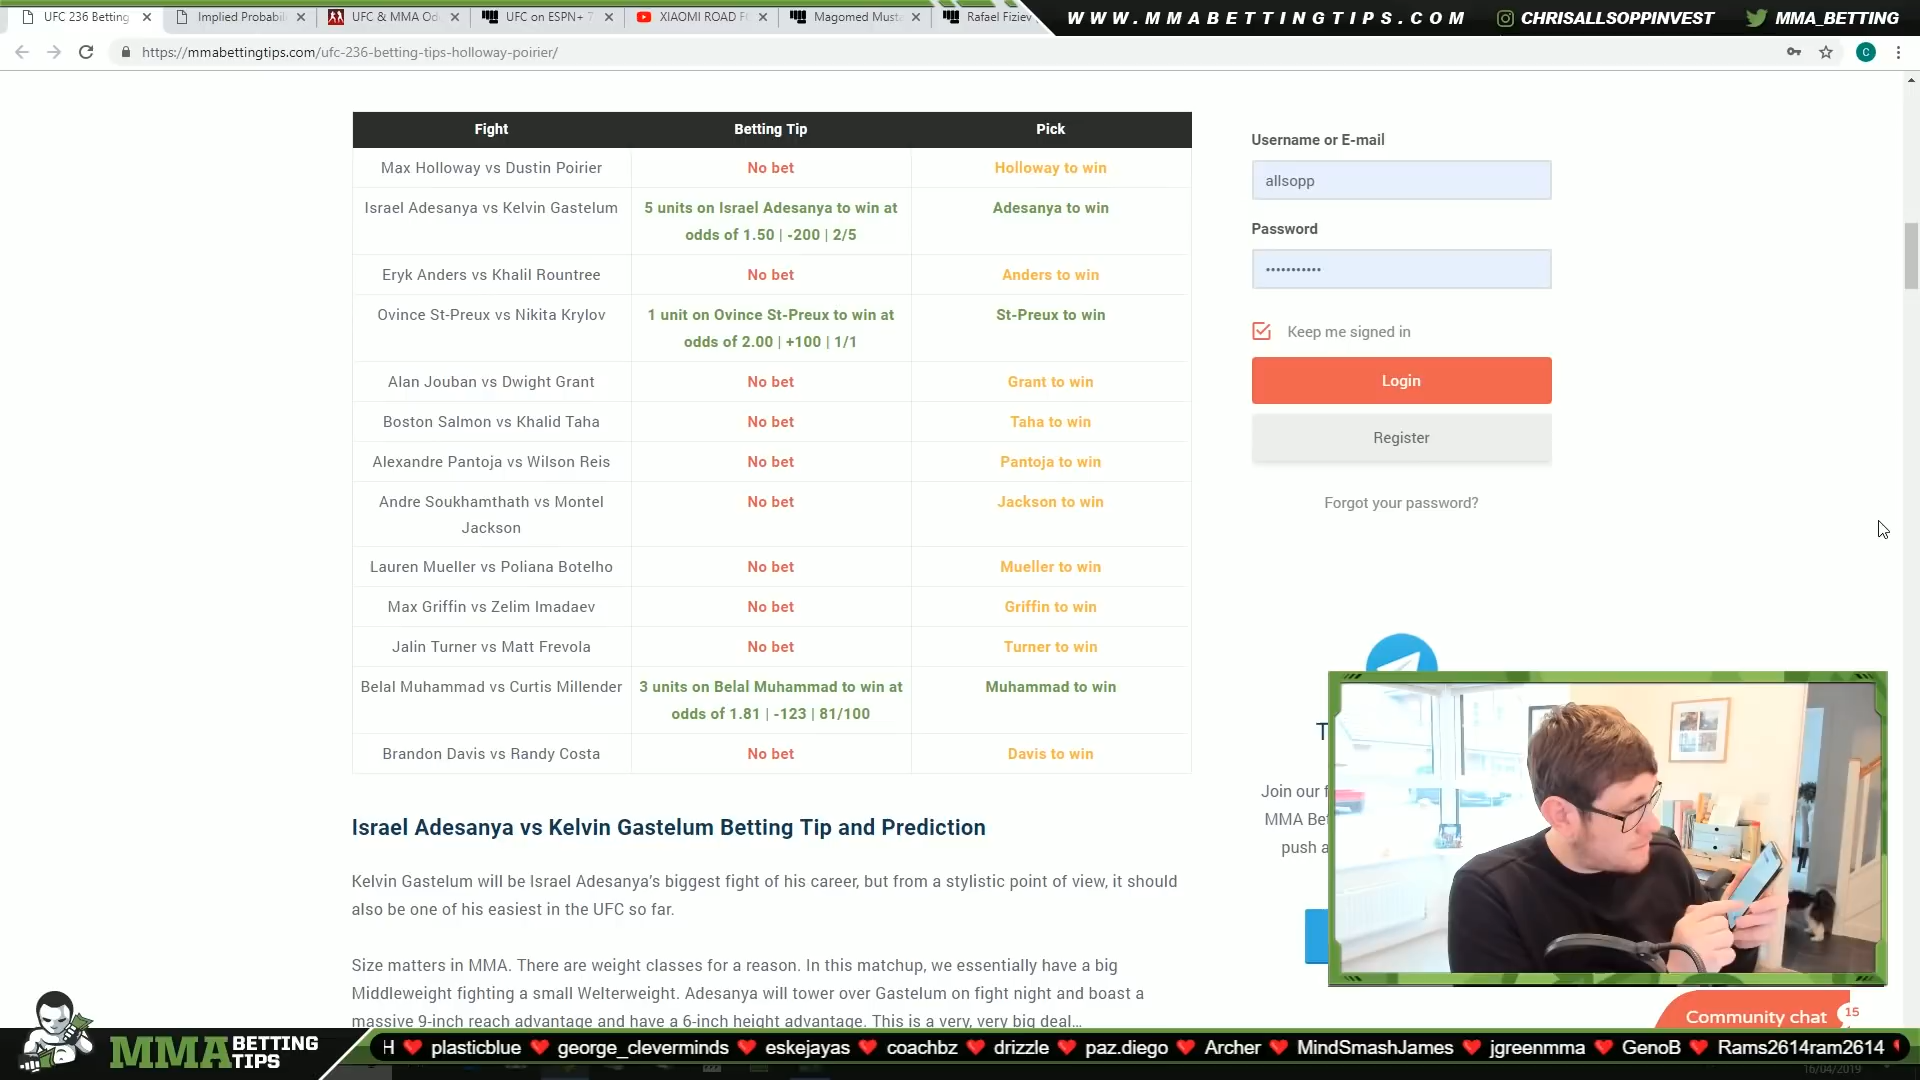 UFC 236 Betting
Implied Probabil
UFC & MMA Od
UFC on ESPN+ 7
XIAOMI ROAD F
Magomed Musta
Rafael Fiziev
WWW.MMABETTINGTIPS.COM
CHRISALLSOPPINVEST
MMA_BETTING
https://mmabettingtips.com/ufc-236-betting-tips-holloway-poirier/
C
Fight Betting Tip Pick
Max Holloway vs Dustin Poirier No bet Holloway to win
Israel Adesanya vs Kelvin Gastelum 5 units on Israel Adesanya to win at Adesanya to win
odds of 1.50 | -200 | 2/5
Eryk Anders vs Khalil Rountree No bet Anders to win
Ovince St-Preux vs Nikita Krylov 1 unit on Ovince St-Preux to win at St-Preux to win
odds of 2.00 | +100 | 1/1
Alan Jouban vs Dwight Grant No bet Grant to win
Boston Salmon vs Khalid Taha No bet Taha to win
Alexandre Pantoja vs Wilson Reis No bet Pantoja to win
Andre Soukhamthath vs Montel No bet Jackson to win
Jackson
Lauren Mueller vs Poliana Botelho No bet Mueller to win
Max Griffin vs Zelim Imadaev No bet Griffin to win
Jalin Turner vs Matt Frevola No bet Turner to win
Belal Muhammad vs Curtis Millender 3 units on Belal Muhammad to win at Muhammad to win
odds of 1.81 | -123 | 81/100
Brandon Davis vs Randy Costa No bet Davis to win
Israel Adesanya vs Kelvin Gastelum Betting Tip and Prediction
Kelvin Gastelum will be Israel Adesanya's biggest fight of his career, but from a stylistic point of view, it should
also be one of his easiest in the UFC so far.
Size matters in MMA. There are weight classes for a reason. In this matchup, we essentially have a big
Middleweight fighting a small Welterweight. Adesanya will tower over Gastelum on fight night and boast a
massive 9-inch reach advantage and have a 6-inch height advantage. This is a very, very big deal...
Username or E-mail
allsopp
Password
•••••••••••
Keep me signed in
Login
Register
Forgot your password?
T
Join our f
MMA Be
push a
Community chat 15
MMA BETTING
TIPS
H ❤ plasticblue ❤ george_cleverminds ❤ eskejayas ❤ coachbz ❤ drizzle ❤ paz.diego ❤ Archer ❤ MindSmashJames ❤ jgreenmma ❤ GenoB ❤ Rams2614ram2614
16/04/2019